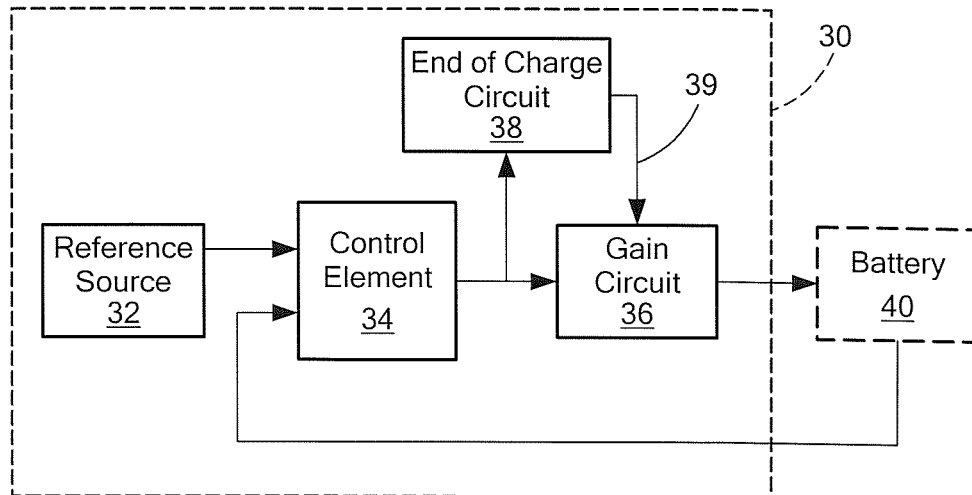 End of Charge
Circuit
38
39
30
Reference
Source
32
Control
Element
34
Gain
Circuit
36
Battery
40